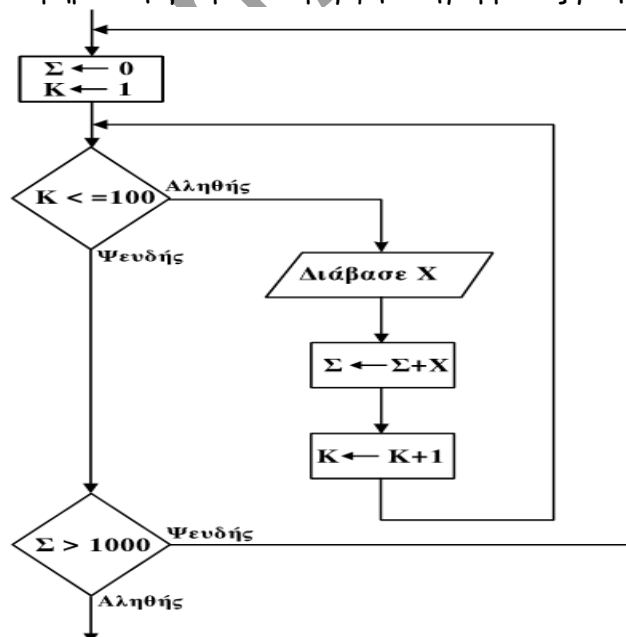 Σ ← 0
Κ ← 1
Κ < =100
Αληθής
Ψευδής
Διάβασε Χ
Σ ← Σ+Χ
Κ ← Κ+1
Σ > 1000
Ψευδής
Αληθής